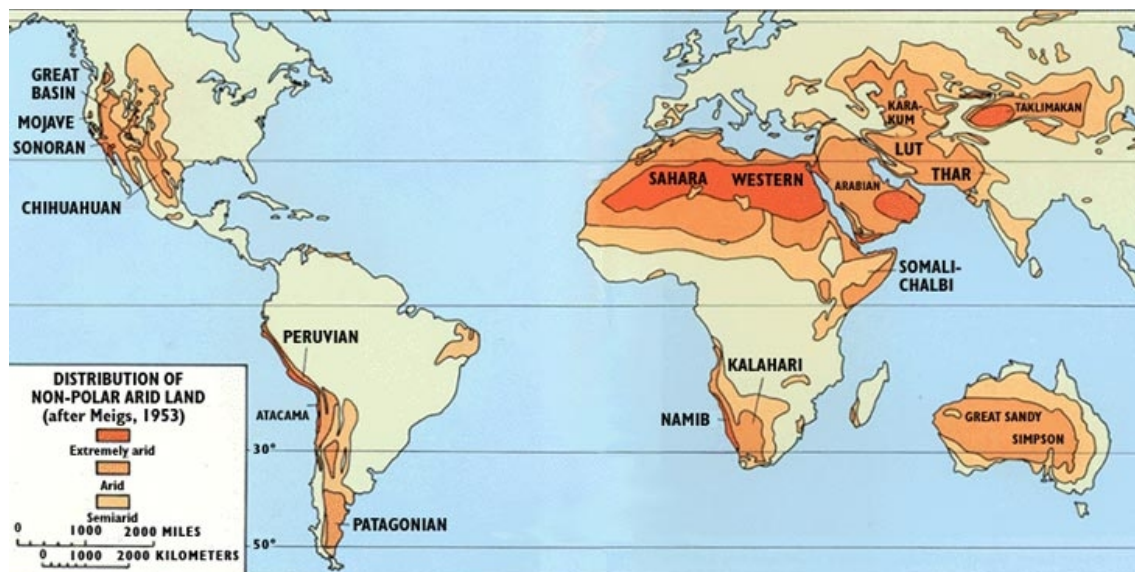 GREAT
BASIN
MOJAVE
SONORAN
CHIHUAHUAN
KARA-
KUM
TAKLIMAKAN
LUT
THAR
SAHARA
WESTERN
ARABIAN
SOMALI-
CHALBI
PERUVIAN
ATACAMA
PATAGONIAN
KALAHARI
NAMIB
GREAT SANDY
SIMPSON
DISTRIBUTION OF
NON-POLAR ARID LAND
(after Meigs, 1953)
Extremely arid
Arid
Semiarid
0 1000 2000 MILES
0 1000 2000 KILOMETERS
30°
50°